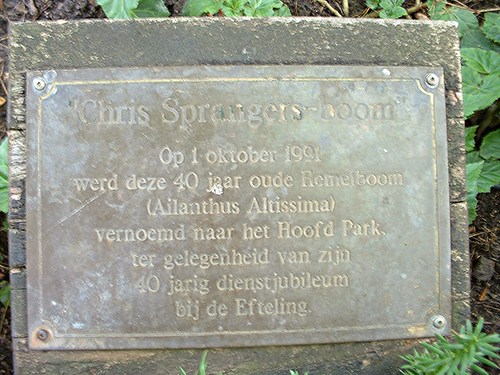 "Chris Sprangers-boom"
Op 1 oktober 1991
werd deze 40 jaar oude Hemelboom
(Ailanthus Altissima)
vernoemd naar het Hoofd Park,
ter gelegenheid van zijn
40 jarig dienstjubileum
bij de Efteling.